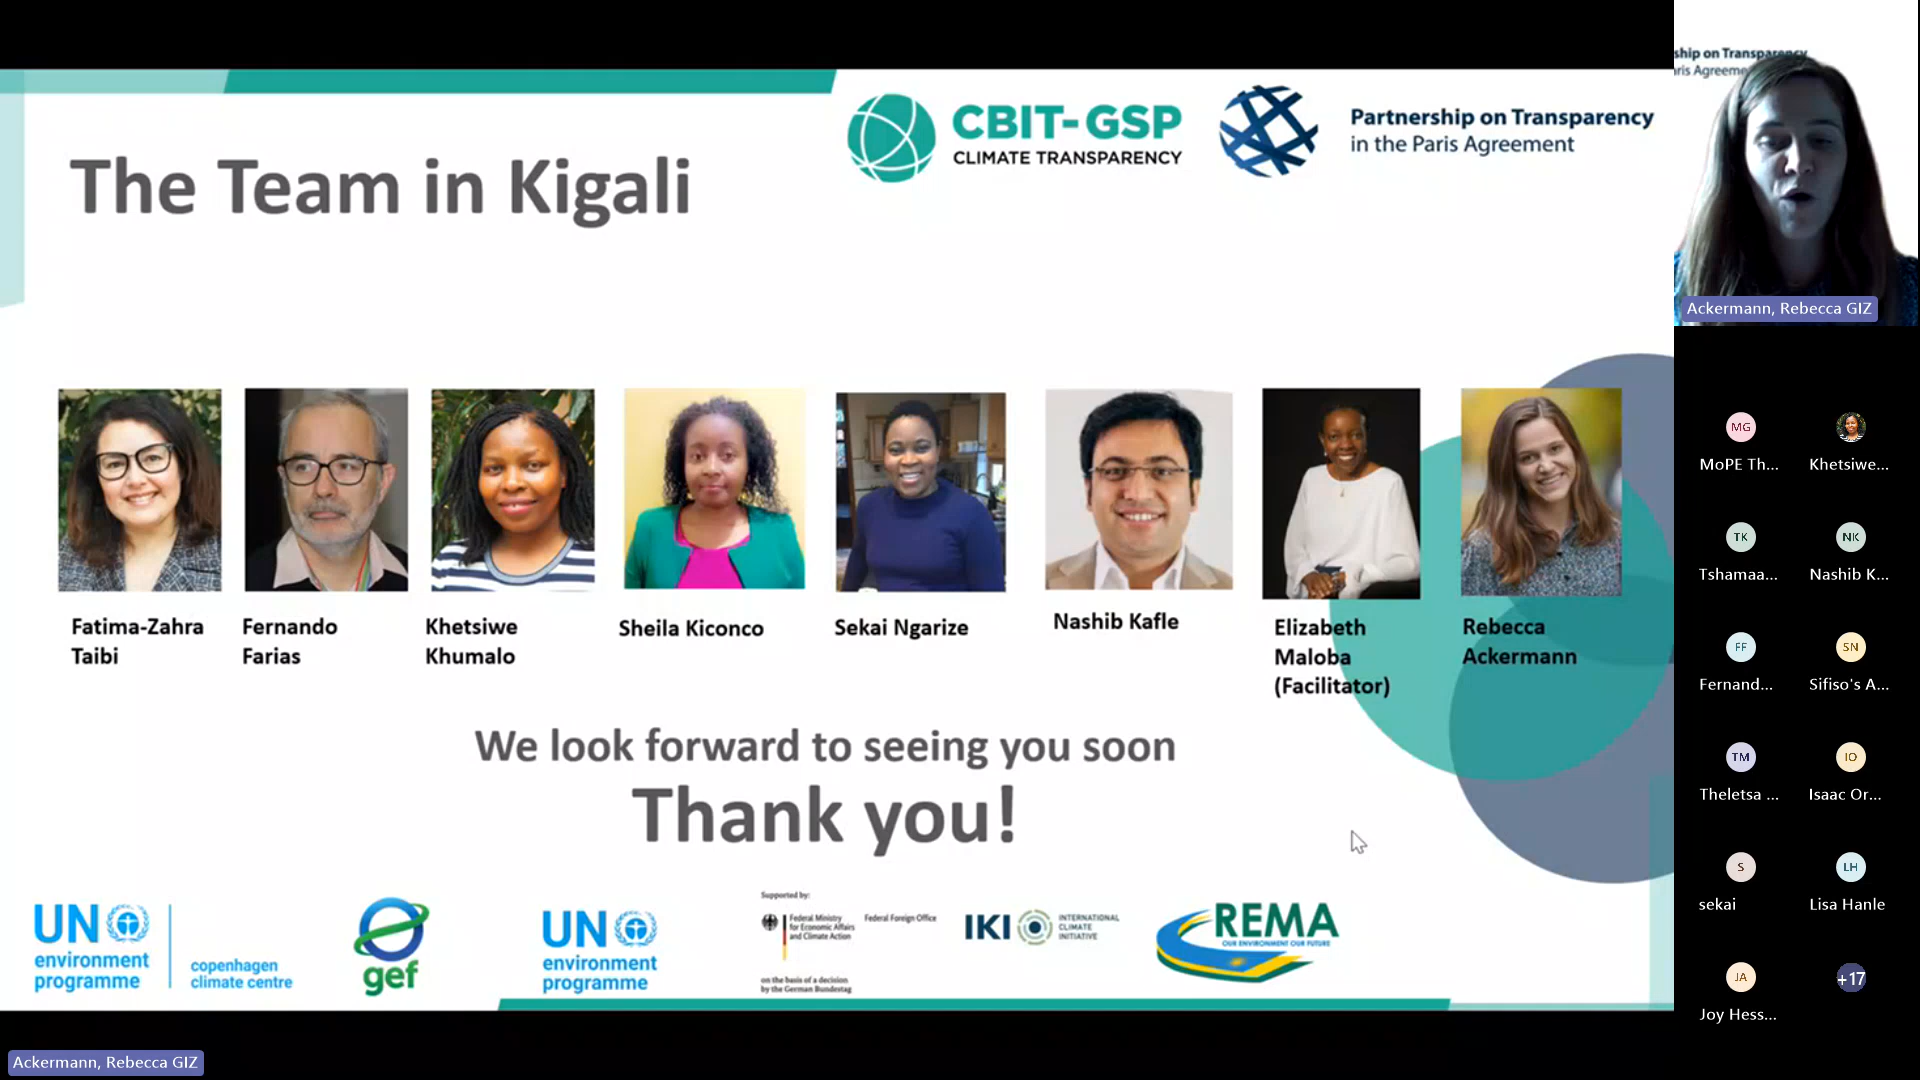 The Team in Kigali
CBIT-GSP
CLIMATE TRANSPARENCY
Partnership on Transparency
in the Paris Agreement
Fatima-Zahra
Taibi
Fernando
Farias
Khetsiwe
Khumalo
Sheila Kiconco
Sekai Ngarize
Nashib Kafle
Elizabeth
Maloba
(Facilitator)
Rebecca
Ackermann
We look forward to seeing you soon
Thank you!
UN
environment
programme
copenhagen
climate centre
gef
UN
environment
programme
Supported by:
Federal Ministry
for Economic Affairs
and Climate Action
Federal Foreign Office
on the basis of a decision
by the German Bundestag
IKI
INTERNATIONAL
CLIMATE
INITIATIVE
REMA
OUR ENVIRONMENT OUR FUTURE
Ackermann, Rebecca GIZ
ship on Transparency
ris Agreeme
Ackermann, Rebecca GIZ
MG
MoPE Th...
Khetsiwe...
TK
Tshamaa...
NK
Nashib K...
FF
Fernand...
SN
Sifiso's A...
TM
Theletsa ...
IO
Isaac Or...
S
sekai
LH
Lisa Hanle
JA
Joy Hess...
+17